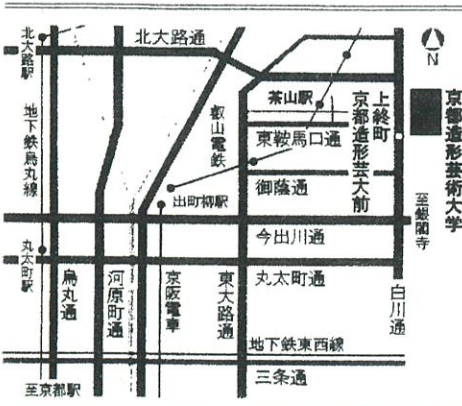 北大路通
北大路駅
N
茶山駅
上終町
京都造形芸大前
京都造形芸術大学
地下鉄烏丸線
叡山電鉄
東鞍馬口通
御蔭通
至銀閣寺
出町柳駅
今出川通
丸太町駅
烏丸通
河原町通
京阪電車
東大路通
丸太町通
白川通
地下鉄東西線
三条通
至京都駅